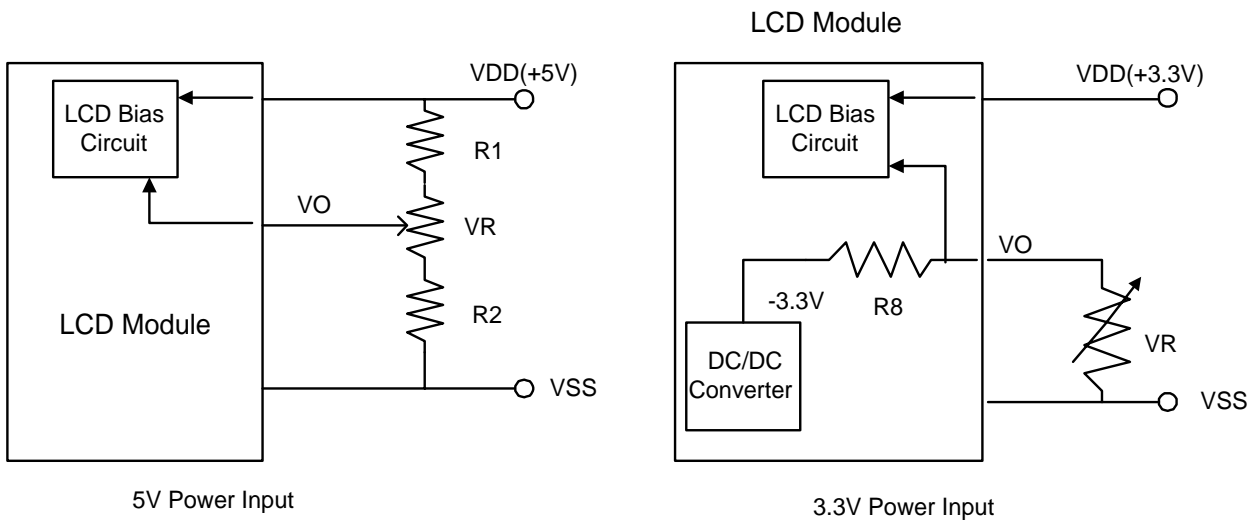 LCD Module
VDD(+5V)
LCD Bias
Circuit
R1
VO
VR
R2
LCD Module
VSS
5V Power Input
VDD(+3.3V)
LCD Bias
Circuit
VO
-3.3V
R8
DC/DC
Converter
VR
VSS
3.3V Power Input